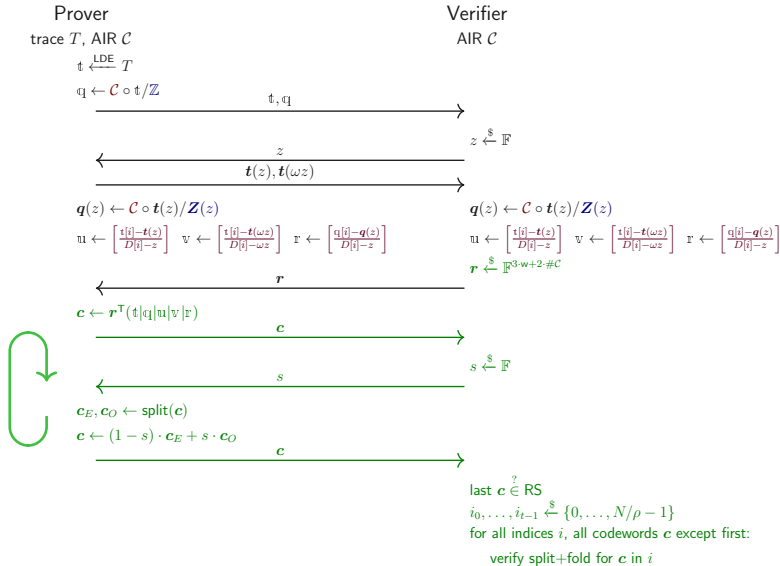 Prover Verifier
trace T, AIR 𝒞 AIR 𝒞
𝕥 ⟵LDE T
𝕢 ← 𝒞 ∘ 𝕥/ℤ
𝕥, 𝕢
z ←$ 𝔽
z
𝒕(z), 𝒕(ωz)
𝒒(z) ← 𝒞 ∘ 𝒕(z)/𝒁(z) 𝒒(z) ← 𝒞 ∘ 𝒕(z)/𝒁(z)
𝕦 ← [(𝕥[i]−𝒕(z))/(D[i]−z)] 𝕧 ← [(𝕥[i]−𝒕(ωz))/(D[i]−ωz)] 𝕣 ← [(𝕢[i]−𝒒(z))/(D[i]−z)] 𝕦 ← [(𝕥[i]−𝒕(z))/(D[i]−z)] 𝕧 ← [(𝕥[i]−𝒕(ωz))/(D[i]−ωz)] 𝕣 ← [(𝕢[i]−𝒒(z))/(D[i]−z)]
𝒓 ←$ 𝔽^{3·w+2·#𝒞}
𝒓
𝒄 ← 𝒓^T(𝕥|𝕢|𝕦|𝕧|𝕣)
𝒄
s ←$ 𝔽
s
𝒄_E, 𝒄_O ← split(𝒄)
𝒄 ← (1 − s) · 𝒄_E + s · 𝒄_O
𝒄
last 𝒄 ∈? RS
i_0, . . . , i_{t−1} ←$ {0, . . . , N/ρ − 1}
for all indices i, all codewords 𝒄 except first:
verify split+fold for 𝒄 in i